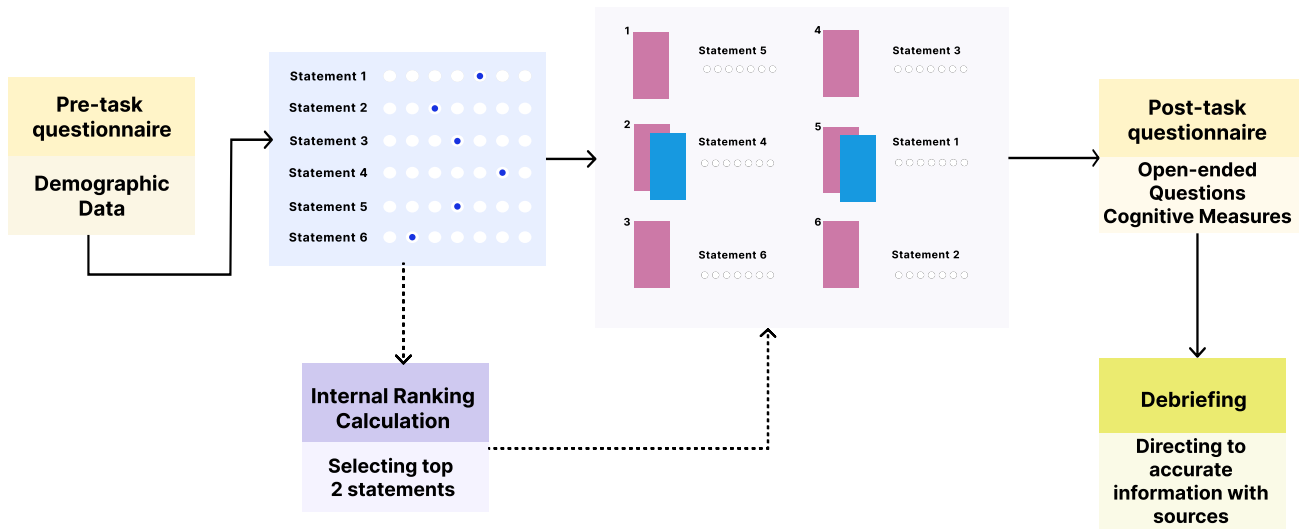 Pre-task
questionnaire
Demographic
Data
Statement 1
Statement 2
Statement 3
Statement 4
Statement 5
Statement 6
Internal Ranking
Calculation
Selecting top
2 statements
1
Statement 5
2
Statement 4
3
Statement 6
4
Statement 3
5
Statement 1
6
Statement 2
Post-task
questionnaire
Open-ended
Questions
Cognitive Measures
Debriefing
Directing to
accurate
information with
sources